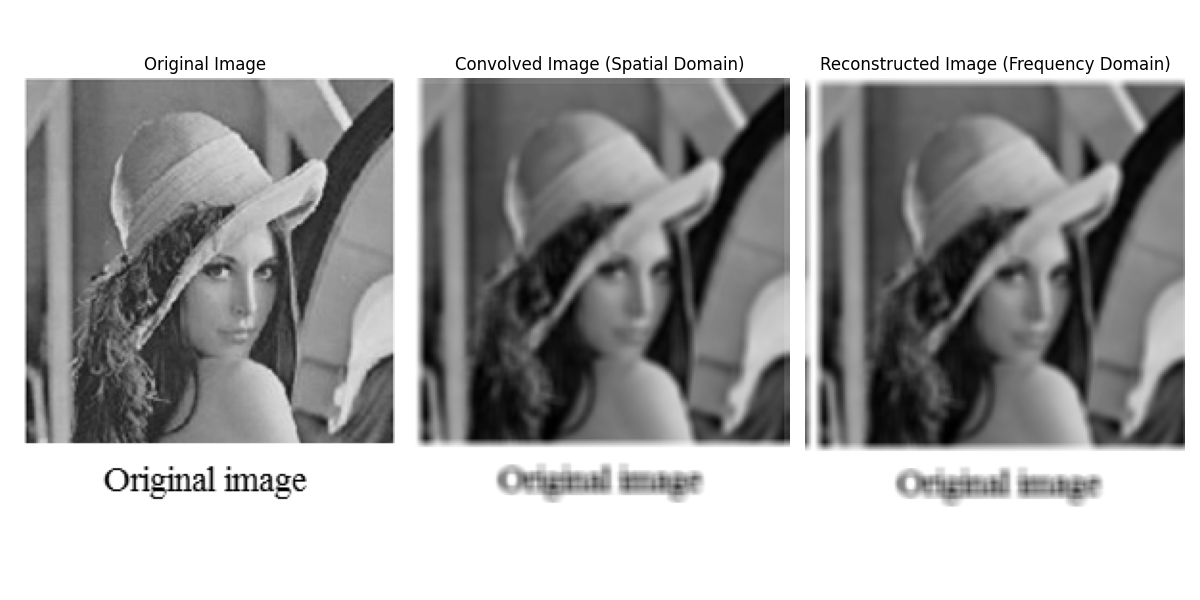 Original Image
Convolved Image (Spatial Domain)
Reconstructed Image (Frequency Domain)
Original image
Original image
Original image